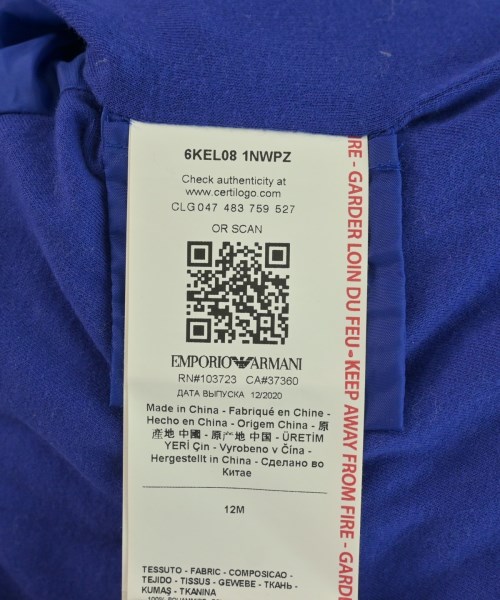 6KEL08 1NWPZ
Check authenticity at
www.certilogo.com
CLG 047 483 759 527
OR SCAN
EMPORIO ARMANI
RN#103723 CA#37360
ДАТА ВЫПУСКА 12/2020
Made in China - Fabriqué en Chine -
Hecho en China - Origem China - 原
產地 中國 - 原产地 中国 - ÜRETİM
YERİ Çin - Vyrobeno v Čína -
Hergestellt in China - Сделано во
Китае
12M
TESSUTO - FABRIC - COMPOSICAO -
TEJIDO - TISSUS - GEWEBE - ТКАНЬ -
KUMAŞ - TKANINA
FIRE - GARDER LOIN DU FEU - KEEP AWAY FROM FIRE - GARD